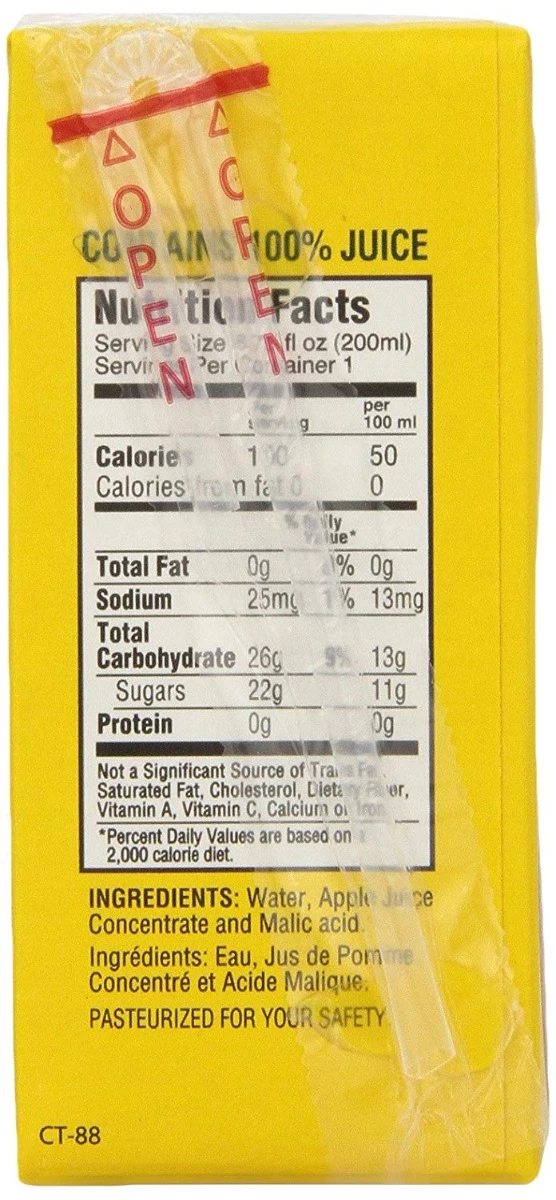 OPEN
OPEN
CONTAINS 100% JUICE
Nutrition Facts
Serving Size 6.75 fl oz (200ml)
Servings Per Container 1
per serving per 100 ml
Calories 100 50
Calories from fat 0 0
% Daily Value*
Total Fat 0g 0% 0g
Sodium 25mg 1% 13mg
Total
Carbohydrate 26g 9% 13g
Sugars 22g 11g
Protein 0g 0g
Not a Significant Source of Trans Fat,
Saturated Fat, Cholesterol, Dietary Fiber,
Vitamin A, Vitamin C, Calcium or Iron.
*Percent Daily Values are based on a
2,000 calorie diet.
INGREDIENTS: Water, Apple Juice
Concentrate and Malic acid.
Ingrédients: Eau, Jus de Pomme
Concentré et Acide Malique.
PASTEURIZED FOR YOUR SAFETY.
CT-88